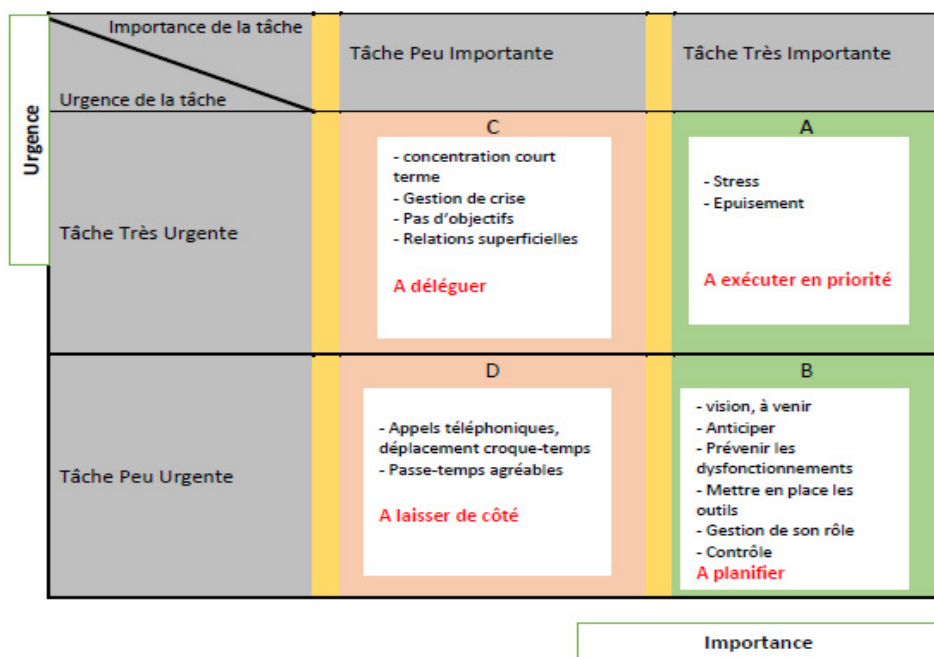 Urgence
Importance de la tâche
Urgence de la tâche
Tâche Peu Importante
Tâche Très Importante
Tâche Très Urgente
C
- concentration court
terme
- Gestion de crise
- Pas d'objectifs
- Relations superficielles
A déléguer
A
- Stress
- Epuisement
A exécuter en priorité
Tâche Peu Urgente
D
- Appels téléphoniques,
déplacement croque-temps
- Passe-temps agréables
A laisser de côté
B
- vision, à venir
- Anticiper
- Prévenir les
dysfonctionnements
- Mettre en place les
outils
- Gestion de son rôle
- Contrôle
A planifier
Importance